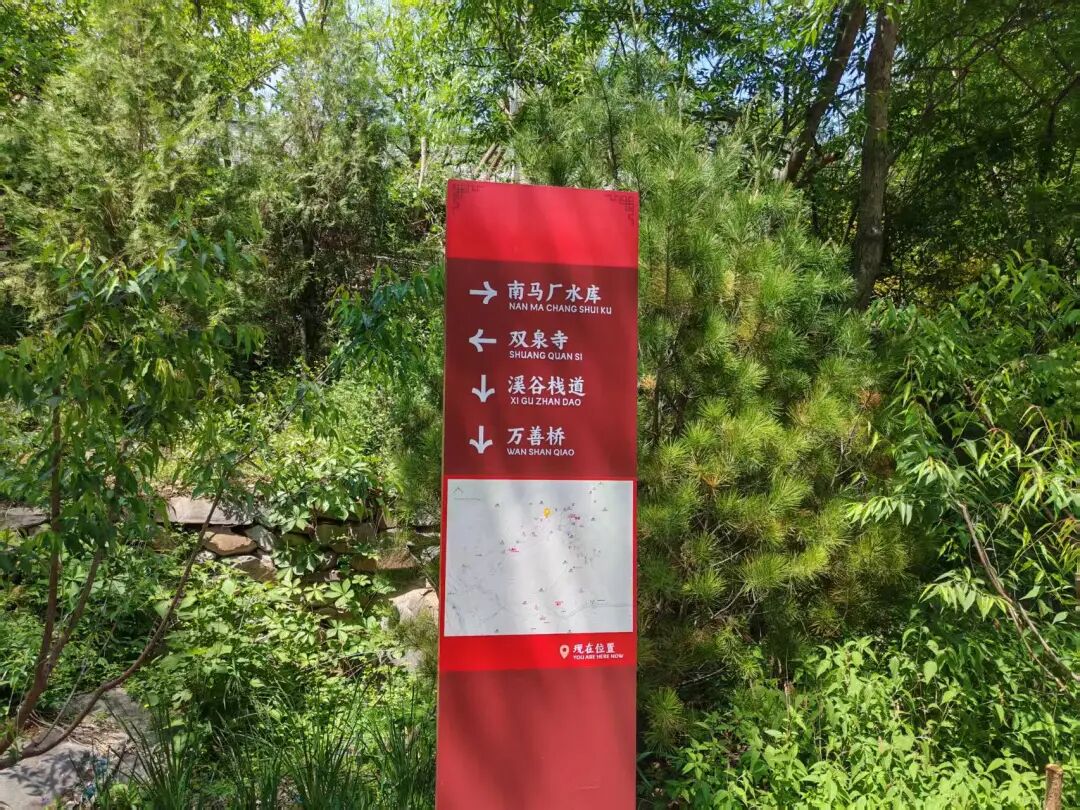 南马厂水库
NAN MA CHANG SHUI KU
双泉寺
SHUANG QUAN SI
溪谷栈道
XI GU ZHAN DAO
万善桥
WAN SHAN QIAO
现在位置
YOU ARE HERE NOW